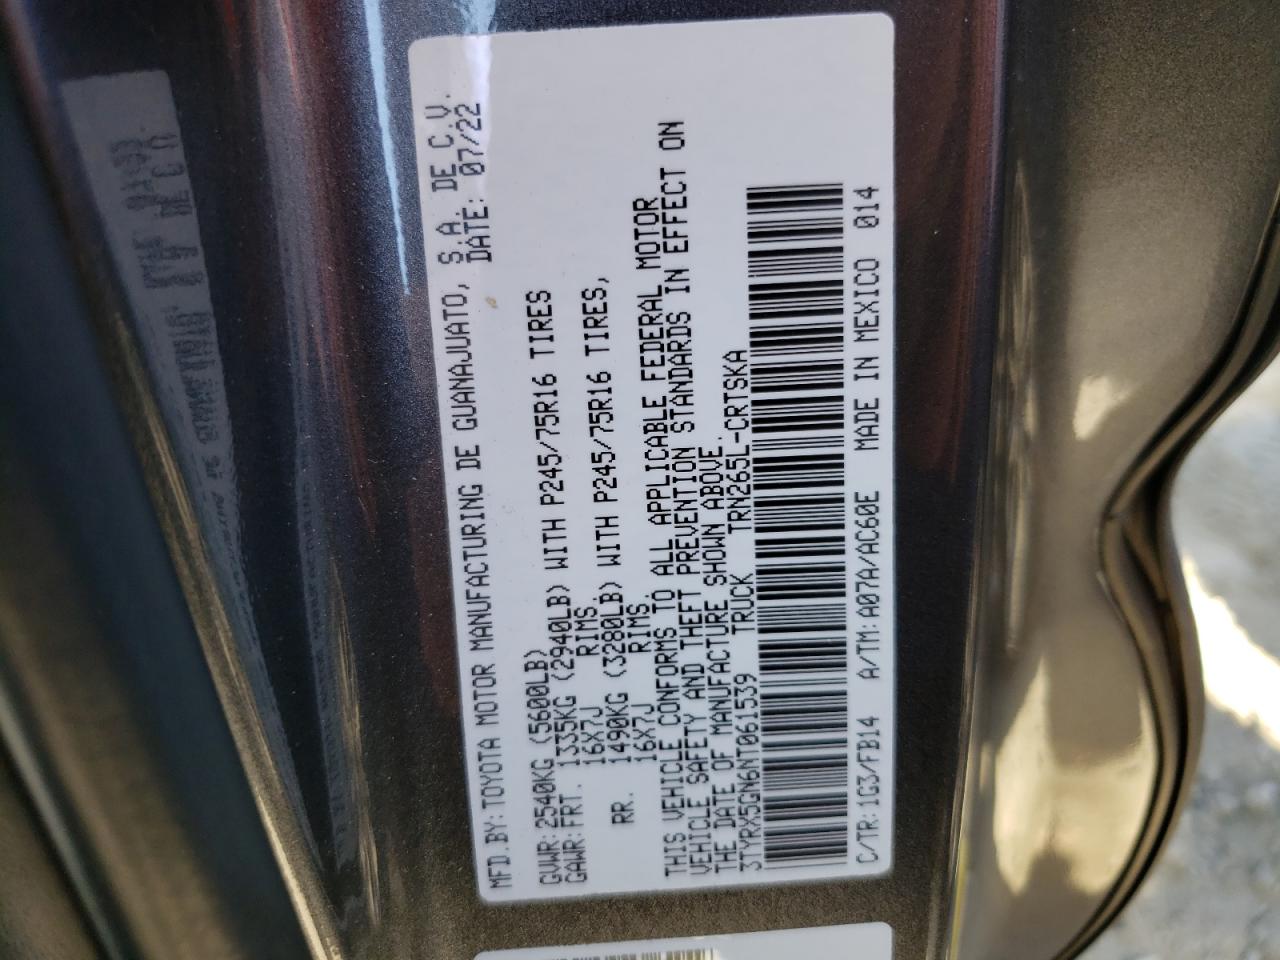 MFD.BY: TOYOTA MOTOR MANUFACTURING DE GUANAJUATO, S.A. DE C.V.
DATE: 07/22
GVWR: 2540KG (5600LB)
GAWR: FRT. 1335KG (2940LB) WITH P245/75R16 TIRES
16X7J RIMS.
RR. 1490KG (3280LB) WITH P245/75R16 TIRES,
16X7J RIMS.
THIS VEHICLE CONFORMS TO ALL APPLICABLE FEDERAL MOTOR
VEHICLE SAFETY AND THEFT PREVENTION STANDARDS IN EFFECT ON
THE DATE OF MANUFACTURE SHOWN ABOVE.
3TYRX5GN6NT061539 TRUCK TRN265L-CRTSKA
C/TR: 1G3/FB14 A/TM: A07A/AC60E MADE IN MEXICO 014